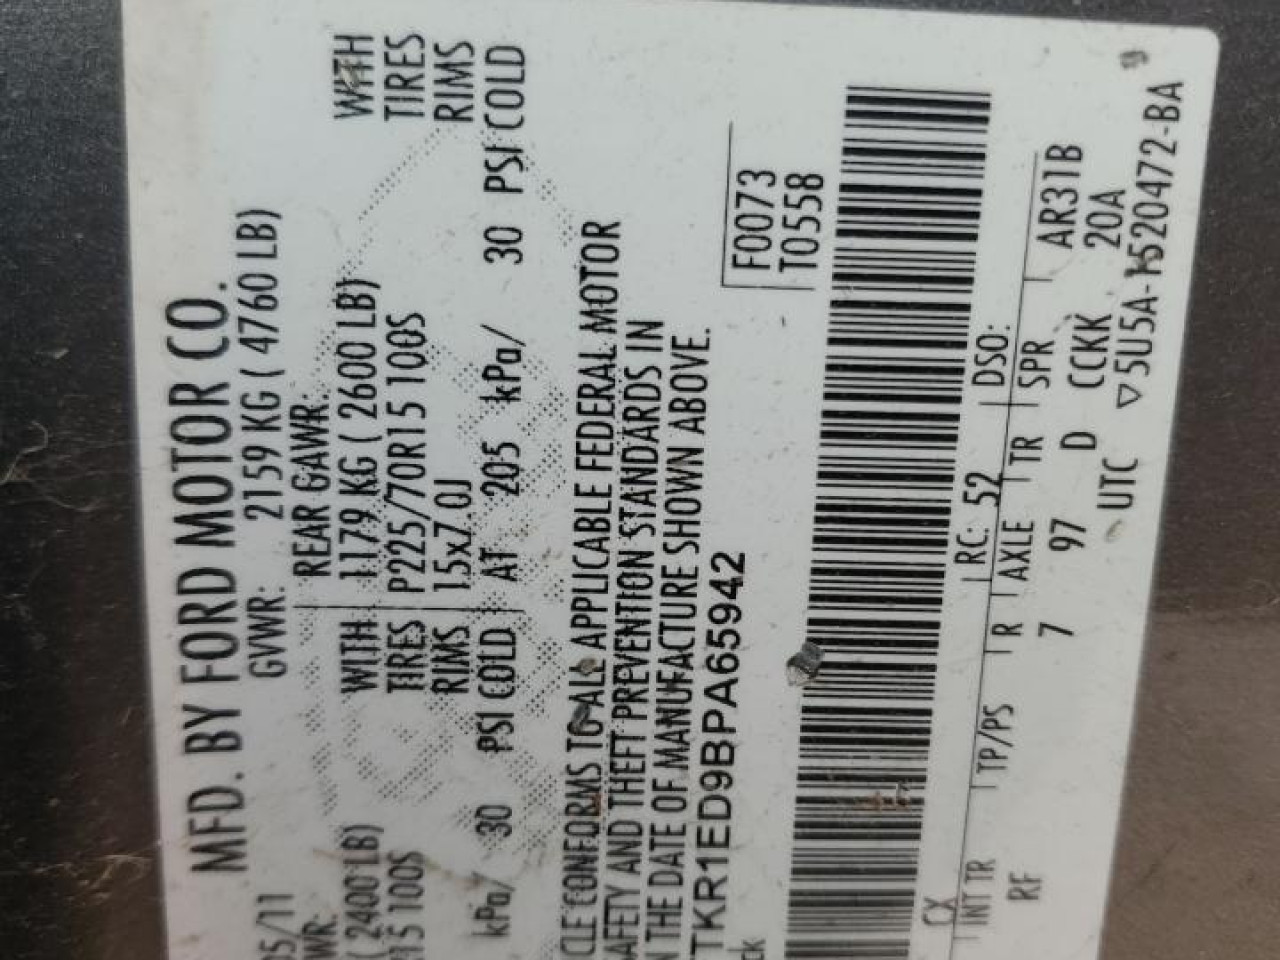 MFD. BY FORD MOTOR CO.
05/11 GVWR: 2159 KG ( 4760 LB)
WR: REAR GAWR:
( 2400 LB) WITH 1179 KG ( 2600 LB) WITH
15 100S TIRES P225/70R15 100S TIRES
RIMS 15x7.0J RIMS
kPa/ 30 PSI COLD AT 205 kPa/ 30 PSI COLD
CLE CONFORMS TO ALL APPLICABLE FEDERAL MOTOR
AFETY AND THEFT PREVENTION STANDARDS IN
N THE DATE OF MANUFACTURE SHOWN ABOVE.
TKR1ED9BPA65942
F0073
T0558
CK
CX RC: 52 DSO:
INT TR TP/PS R AXLE TR SPR
RF 7 97 D CCKK AR31B
20A
UTC ▽5U5A-1520472-BA